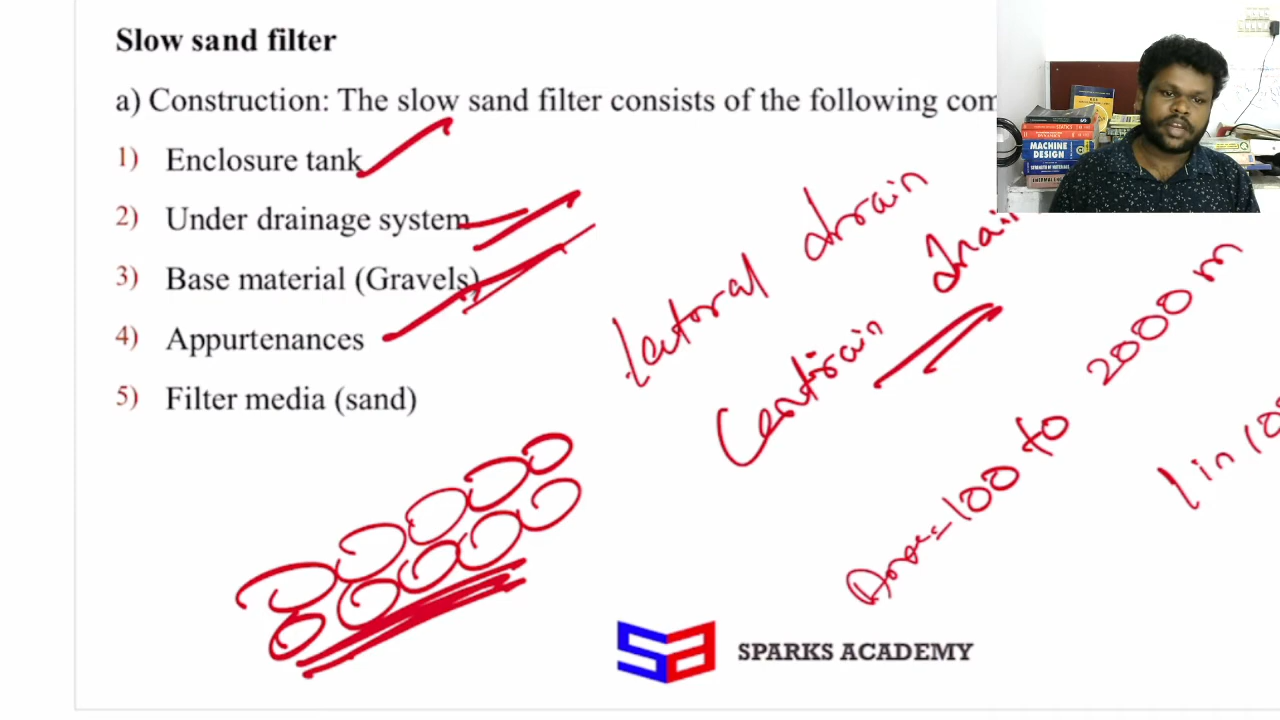 Slow sand filter
a) Construction: The slow sand filter consists of the following com
1) Enclosure tank
2) Under drainage system
3) Base material (Gravels)
4) Appurtenances
5) Filter media (sand)
lateral drain
drain
2000 m
100 to
1 in 10
MACHINE
DESIGN
SPARKS ACADEMY